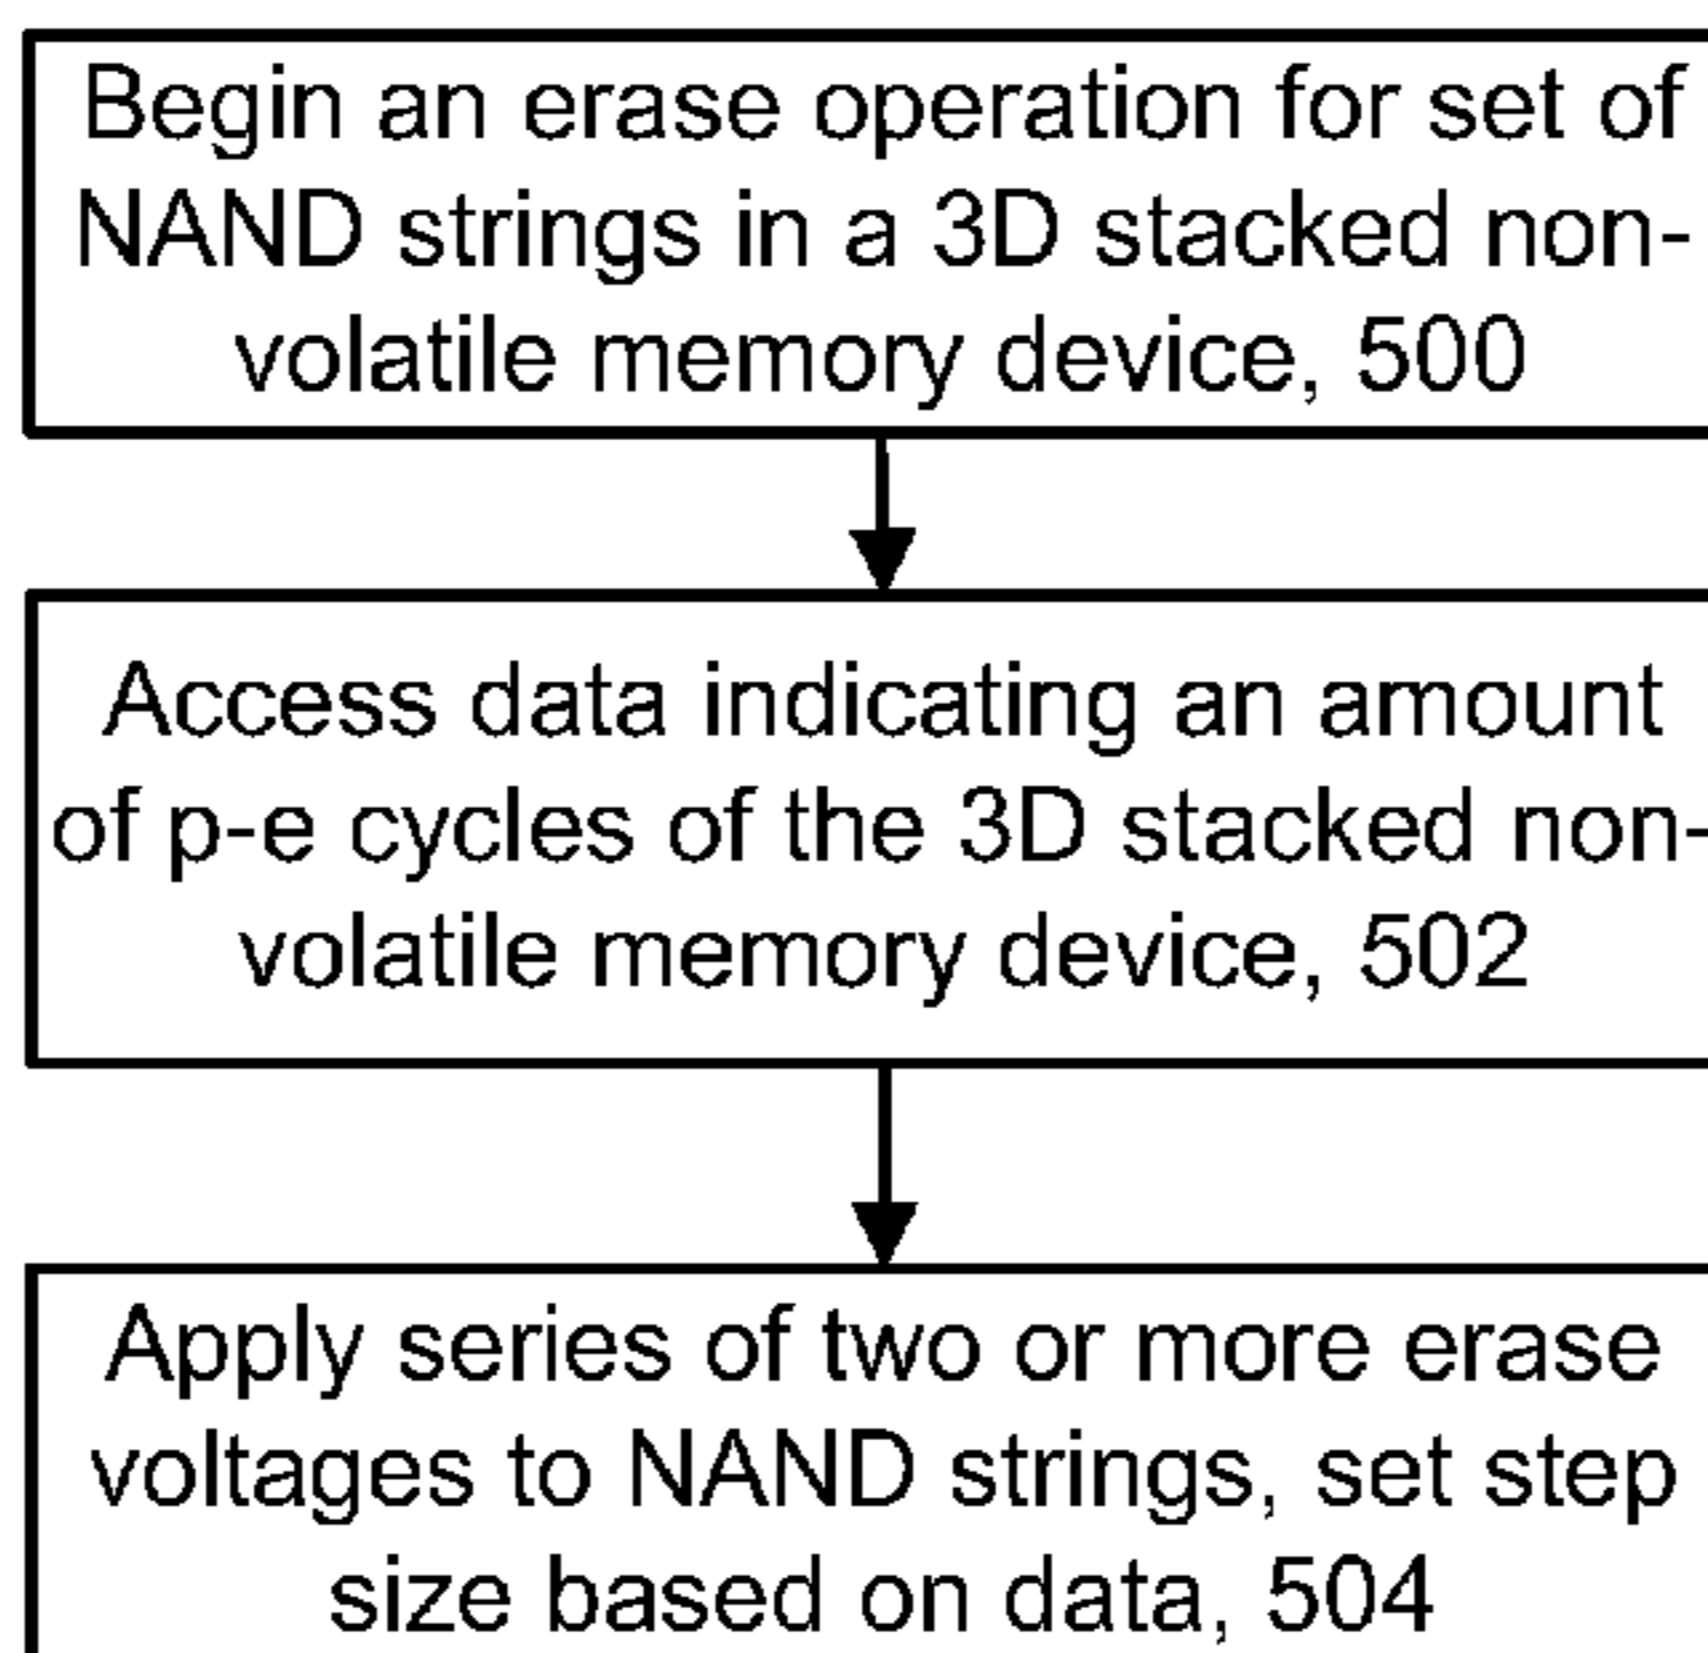 Begin an erase operation for set of
NAND strings in a 3D stacked non-
volatile memory device, 500
Access data indicating an amount
of p-e cycles of the 3D stacked non-
volatile memory device, 502
Apply series of two or more erase
voltages to NAND strings, set step
size based on data, 504